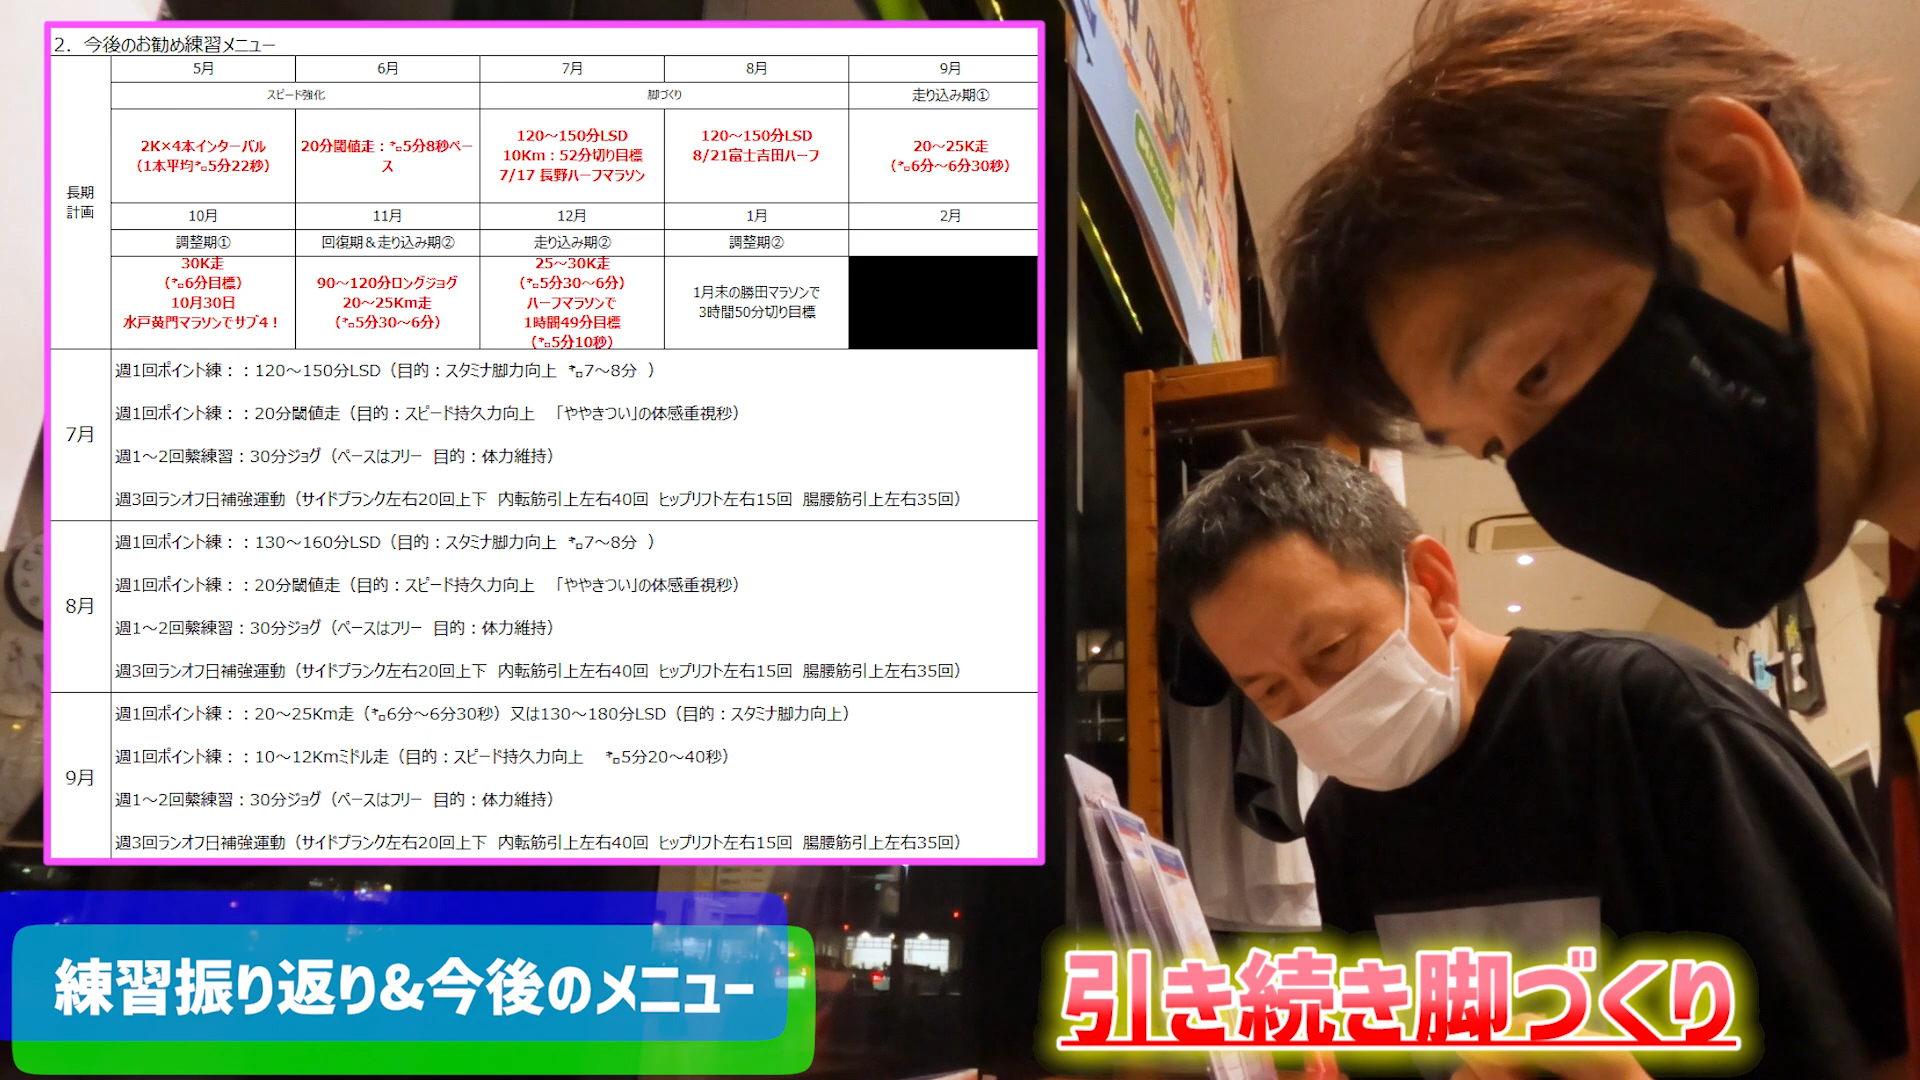 2．今後のお勧め練習メニュー
5月 6月 7月 8月 9月
スピード強化 脚づくり 走り込み期①
2K×4本インターバル
（1本平均㌔5分22秒）
20分閾値走：㌔5分8秒ペー
ス
120～150分LSD
10Km：52分切り目標
7/17 長野ハーフマラソン
120～150分LSD
8/21富士吉田ハーフ
20～25K走
（㌔6分～6分30秒）
長期
計画
10月 11月 12月 1月 2月
調整期① 回復期＆走り込み期② 走り込み期② 調整期②
30K走
（㌔6分目標）
10月30日
水戸黄門マラソンでサブ4！
90～120分ロングジョグ
20～25Km走
（㌔5分30～6分）
25～30K走
（㌔5分30～6分）
ハーフマラソンで
1時間49分目標
（㌔5分10秒）
1月末の勝田マラソンで
3時間50分切り目標
7月
週1回ポイント練：：120～150分LSD（目的：スタミナ脚力向上 ㌔7～8分 ）
週1回ポイント練：：20分閾値走（目的：スピード持久力向上 「ややきつい」の体感重視秒）
週1～2回繋練習：30分ジョグ（ペースはフリー 目的：体力維持）
週3回ランオフ日補強運動（サイドプランク左右20回上下 内転筋引上左右40回 ヒップリフト左右15回 腸腰筋引上左右35回）
8月
週1回ポイント練：：130～160分LSD（目的：スタミナ脚力向上 ㌔7～8分 ）
週1回ポイント練：：20分閾値走（目的：スピード持久力向上 「ややきつい」の体感重視秒）
週1～2回繋練習：30分ジョグ（ペースはフリー 目的：体力維持）
週3回ランオフ日補強運動（サイドプランク左右20回上下 内転筋引上左右40回 ヒップリフト左右15回 腸腰筋引上左右35回）
9月
週1回ポイント練：：20～25Km走（㌔6分～6分30秒）又は130～180分LSD（目的：スタミナ脚力向上）
週1回ポイント練：：10～12Kmミドル走（目的：スピード持久力向上 ㌔5分20～40秒）
週1～2回繋練習：30分ジョグ（ペースはフリー 目的：体力維持）
週3回ランオフ日補強運動（サイドプランク左右20回上下 内転筋引上左右40回 ヒップリフト左右15回 腸腰筋引上左右35回）
練習振り返り&今後のメニュー
引き続き脚づくり